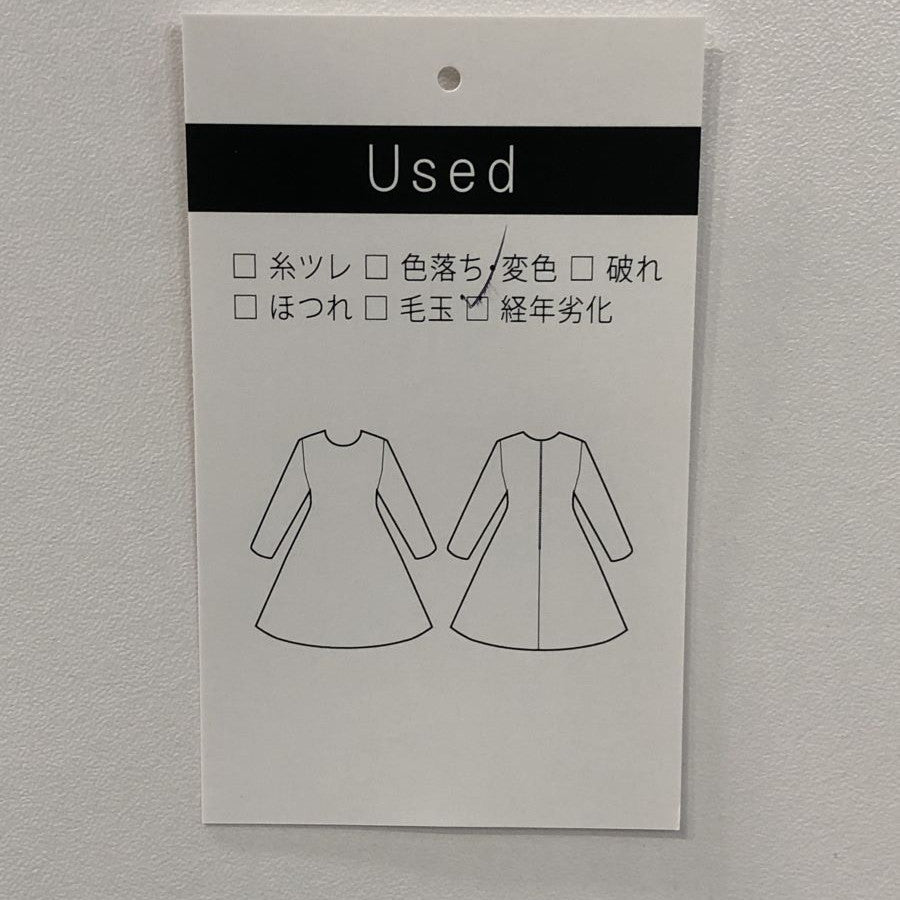 Used
□ 糸ツレ □ 色落ち・変色 □ 破れ
□ ほつれ □ 毛玉 ☑ 経年劣化